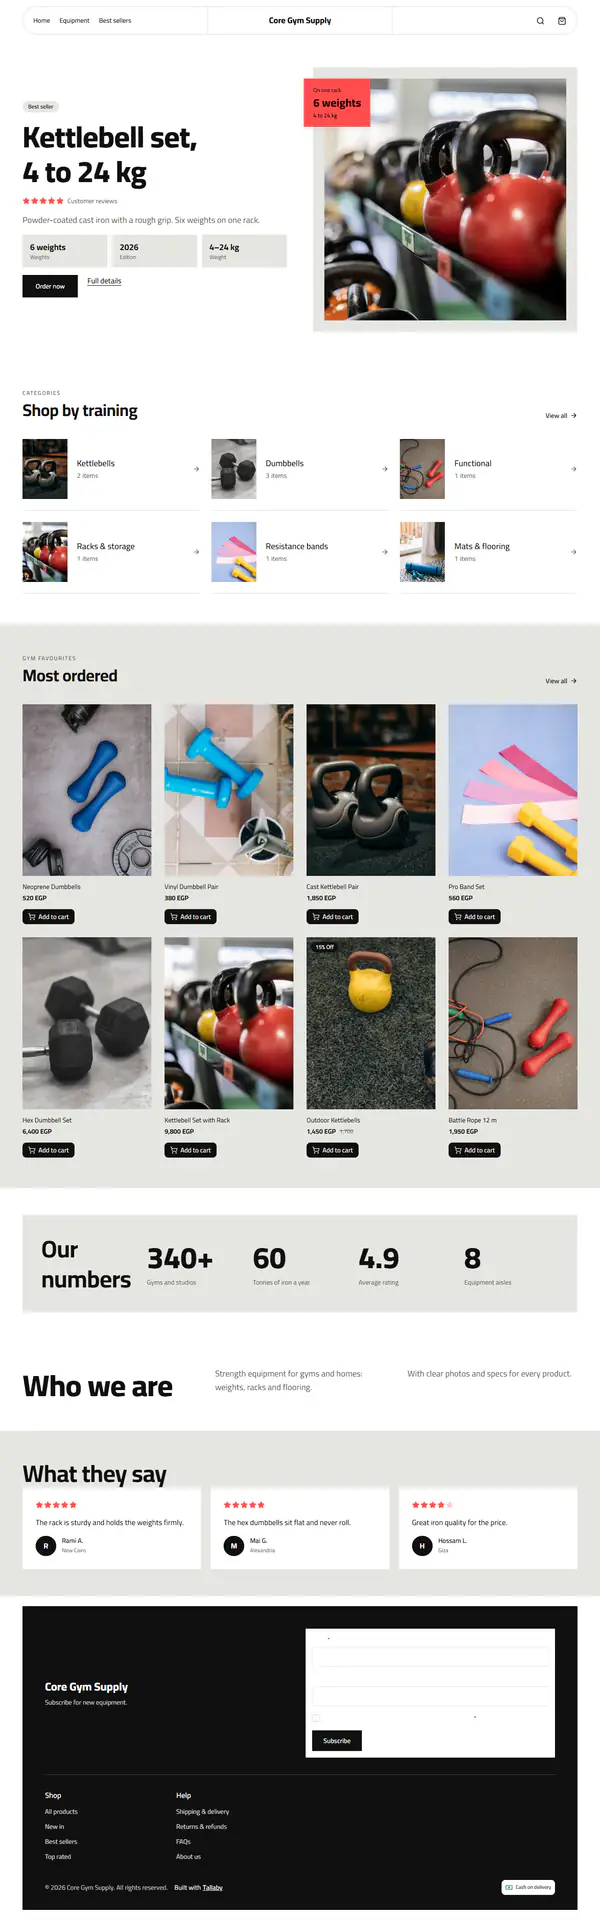 Home Equipment Best sellers
Core Gym Supply
Best seller
Kettlebell set,
4 to 24 kg
Customer reviews
Powder-coated cast iron with a rough grip. Six weights on one rack.
6 weights
Weights
2026
Edition
4–24 kg
Weight
Order now
Full details
On one rack
6 weights
4 to 24 kg
CATEGORIES
Shop by training
View all
Kettlebells
2 items
Dumbbells
3 items
Functional
1 items
Racks & storage
1 items
Resistance bands
1 items
Mats & flooring
1 items
GYM FAVOURITES
Most ordered
View all
Neoprene Dumbbells
520 EGP
Add to cart
Vinyl Dumbbell Pair
380 EGP
Add to cart
Cast Kettlebell Pair
1,850 EGP
Add to cart
Pro Band Set
560 EGP
Add to cart
Hex Dumbbell Set
6,400 EGP
Add to cart
Kettlebell Set with Rack
9,800 EGP
Add to cart
15% Off
Outdoor Kettlebells
1,450 EGP 1,700
Add to cart
Battle Rope 12 m
1,950 EGP
Add to cart
Our
numbers
340+
Gyms and studios
60
Tonnes of iron a year
4.9
Average rating
8
Equipment aisles
Who we are
Strength equipment for gyms and homes:
weights, racks and flooring.
With clear photos and specs for every product.
What they say
The rack is sturdy and holds the weights firmly.
R
Rami A.
New Cairo
The hex dumbbells sit flat and never roll.
M
Mai G.
Alexandria
Great iron quality for the price.
H
Hossam L.
Giza
Core Gym Supply
Subscribe for new equipment.
*
*
Subscribe
Shop
All products
New in
Best sellers
Top rated
Help
Shipping & delivery
Returns & refunds
FAQs
About us
© 2026 Core Gym Supply. All rights reserved. Built with Tallaby
Cash on delivery